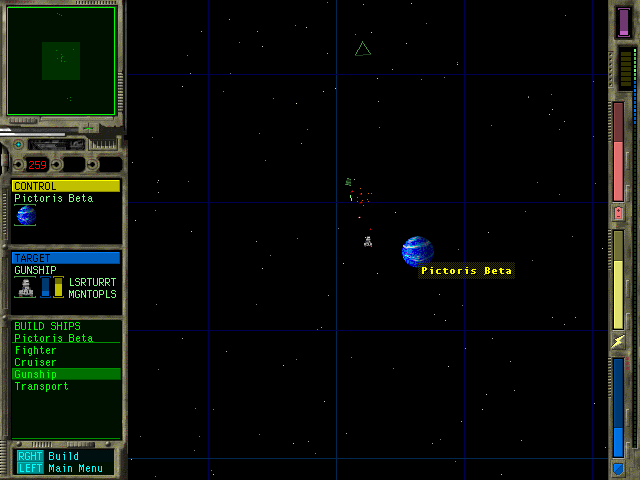 259
CONTROL
Pictoris Beta
TARGET
GUNSHIP
LSRTURRT
MGNTOPLS
BUILD SHIPS
Pictoris Beta
Fighter
Cruiser
Gunship
Transport
RGHT Build
LEFT Main Menu
Pictoris Beta